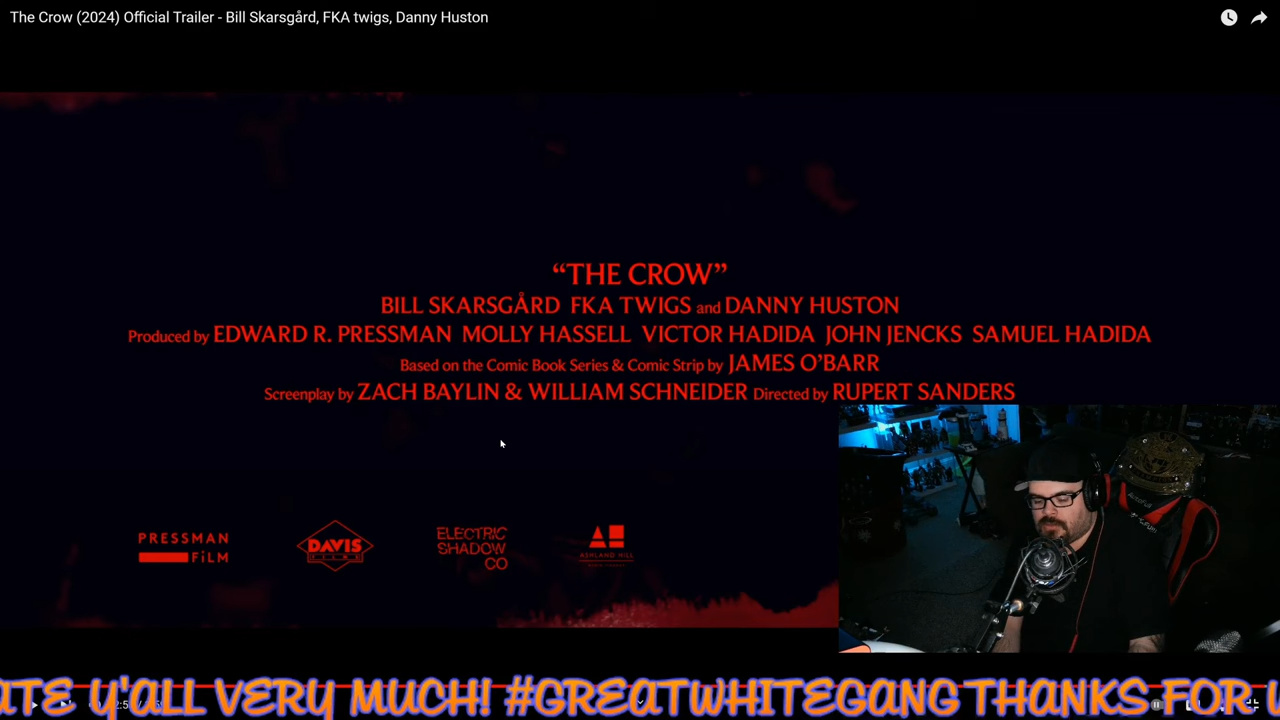 The Crow (2024) Official Trailer - Bill Skarsgård, FKA twigs, Danny Huston
“THE CROW”
BILL SKARSGÅRD FKA TWIGS and DANNY HUSTON
Produced by EDWARD R. PRESSMAN MOLLY HASSELL VICTOR HADIDA JOHN JENCKS SAMUEL HADIDA
Based on the Comic Book Series & Comic Strip by JAMES O’BARR
Screenplay by ZACH BAYLIN & WILLIAM SCHNEIDER Directed by RUPERT SANDERS
PRESSMAN
FILM
DAVIS
FILMS
ELECTRIC
SHADOW
CO
ASHLAND HILL
Y'ALL VERY MUCH! #GREATWHITEGANG THANKS FOR